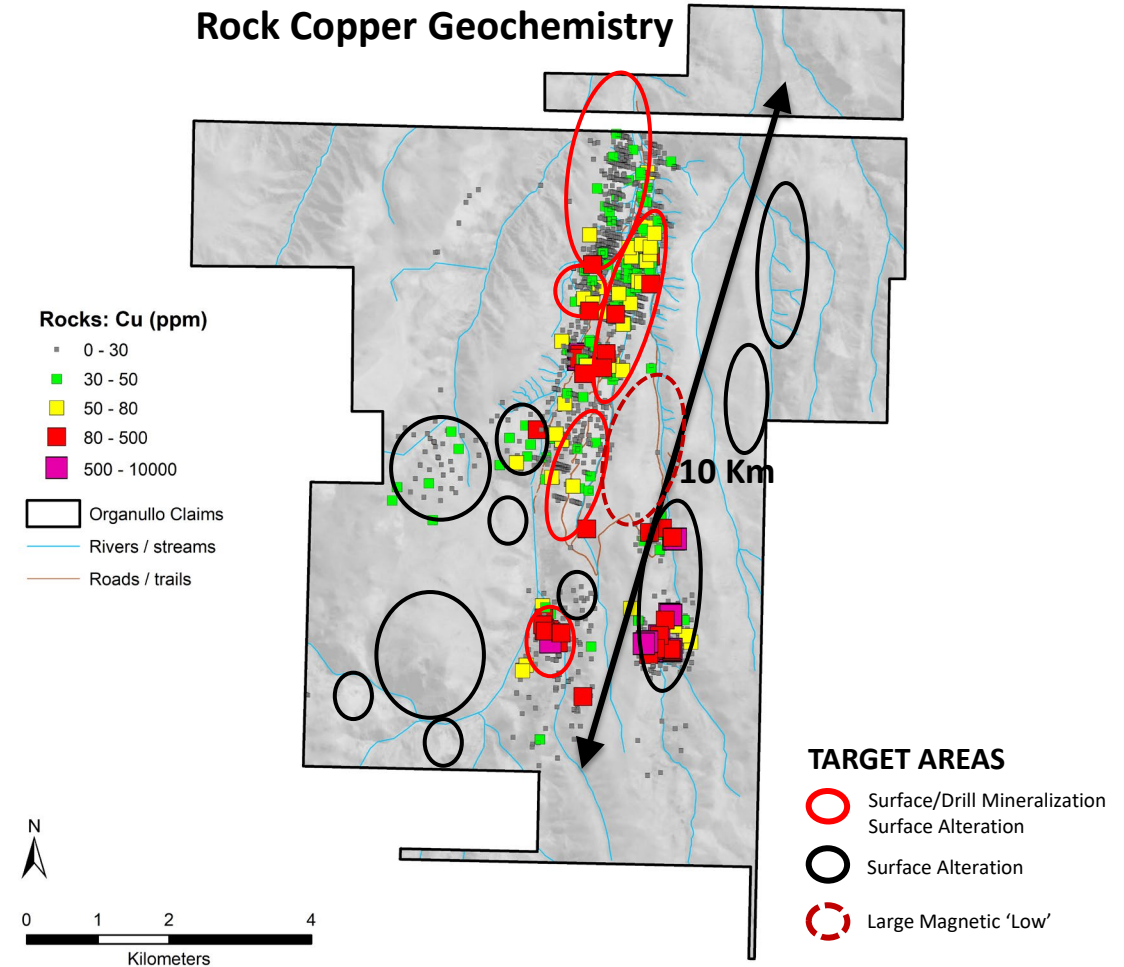 Rock Copper Geochemistry
Rocks: Cu (ppm)
0 - 30
30 - 50
50 - 80
80 - 500
500 - 10000
Organullo Claims
Rivers / streams
Roads / trails
10 Km
TARGET AREAS
Surface/Drill Mineralization
Surface Alteration
Surface Alteration
Large Magnetic ‘Low’
N
0 1 2 4
Kilometers